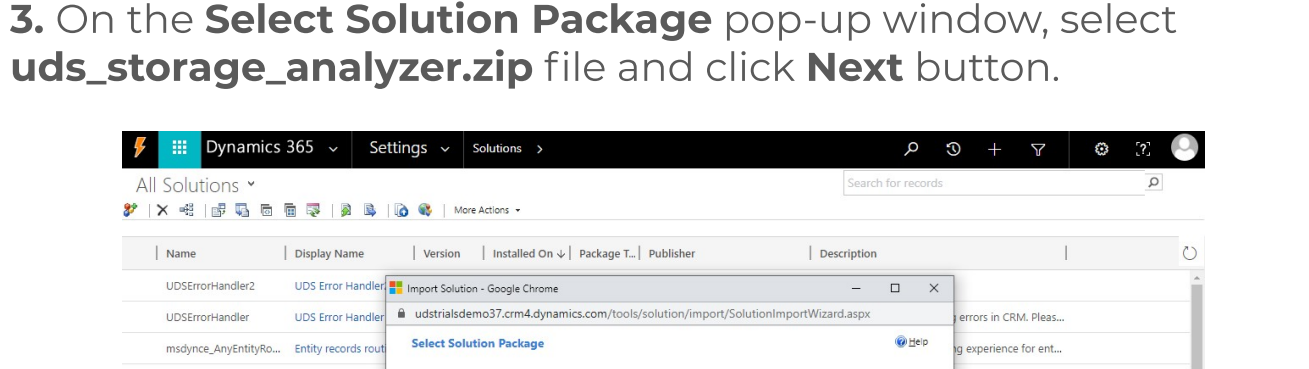 3. On the Select Solution Package pop-up window, select
uds_storage_analyzer.zip file and click Next button.
Dynamics 365 Settings Solutions
All Solutions
Search for records
More Actions
Name Display Name Version Installed On Package T... Publisher Description
UDSErrorHandler2 UDS Error Handler
Import Solution - Google Chrome
UDSErrorHandler UDS Error Handler
udstrialsdemo37.crm4.dynamics.com/tools/solution/import/SolutionImportWizard.aspx
errors in CRM. Pleas...
msdynce_AnyEntityRo... Entity records routi
Select Solution Package
Help
ng experience for ent...